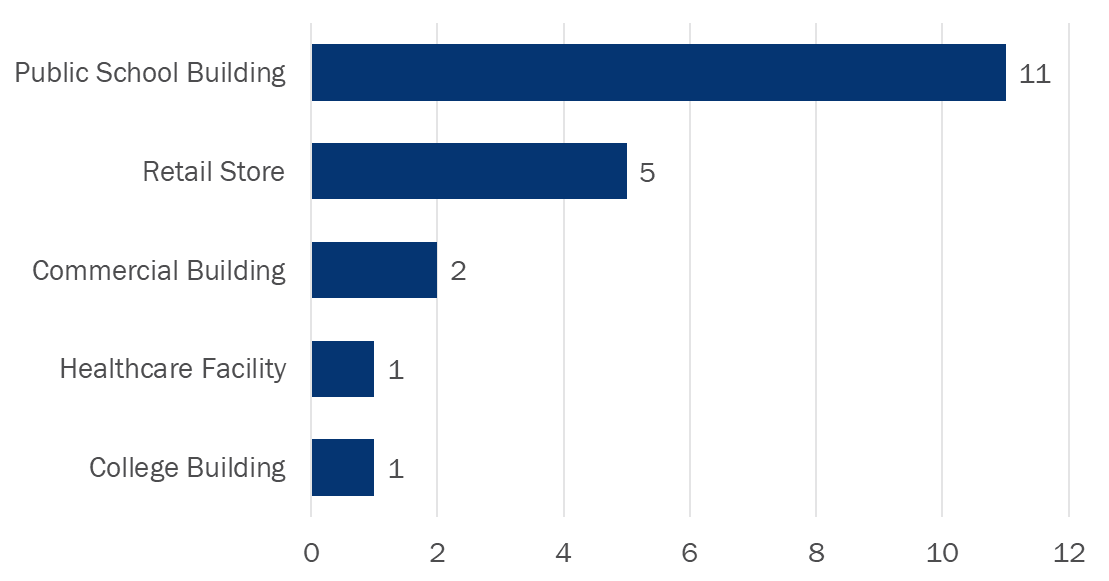 Public School Building 11
Retail Store 5
Commercial Building 2
Healthcare Facility 1
College Building 1
0 2 4 6 8 10 12